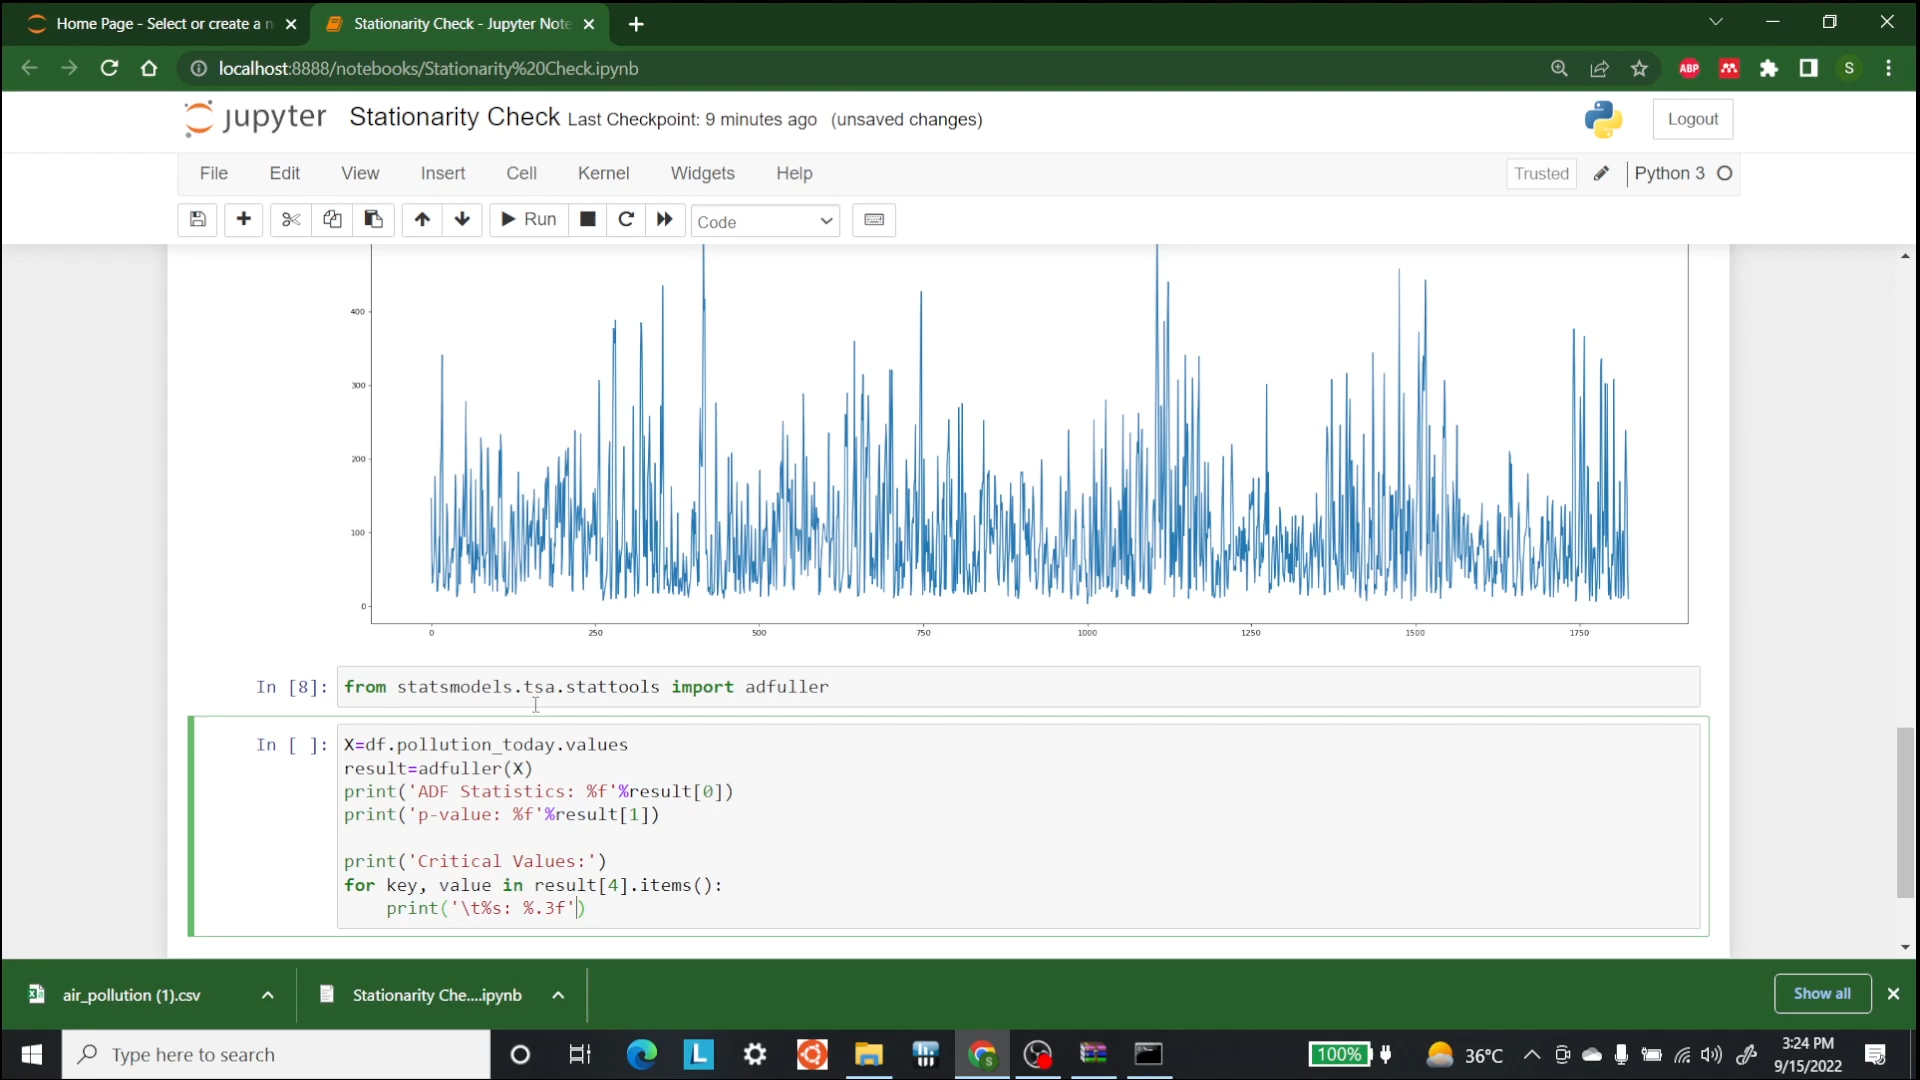 Home Page - Select or create a n
Stationarity Check - Jupyter Note
localhost:8888/notebooks/Stationarity%20Check.ipynb
ABP
S
jupyter Stationarity Check Last Checkpoint: 9 minutes ago (unsaved changes)
Logout
File Edit View Insert Cell Kernel Widgets Help
Trusted Python 3
Run Code
400
300
200
100
0
0 250 500 750 1000 1250 1500 1750
In [8]: from statsmodels.tsa.stattools import adfuller
In [ ]: X=df.pollution_today.values
result=adfuller(X)
print('ADF Statistics: %f'%result[0])
print('p-value: %f'%result[1])
print('Critical Values:')
for key, value in result[4].items():
print('\t%s: %.3f')
air_pollution (1).csv
Stationarity Che....ipynb
Show all
Type here to search
L
100%
36°C
3:24 PM
9/15/2022